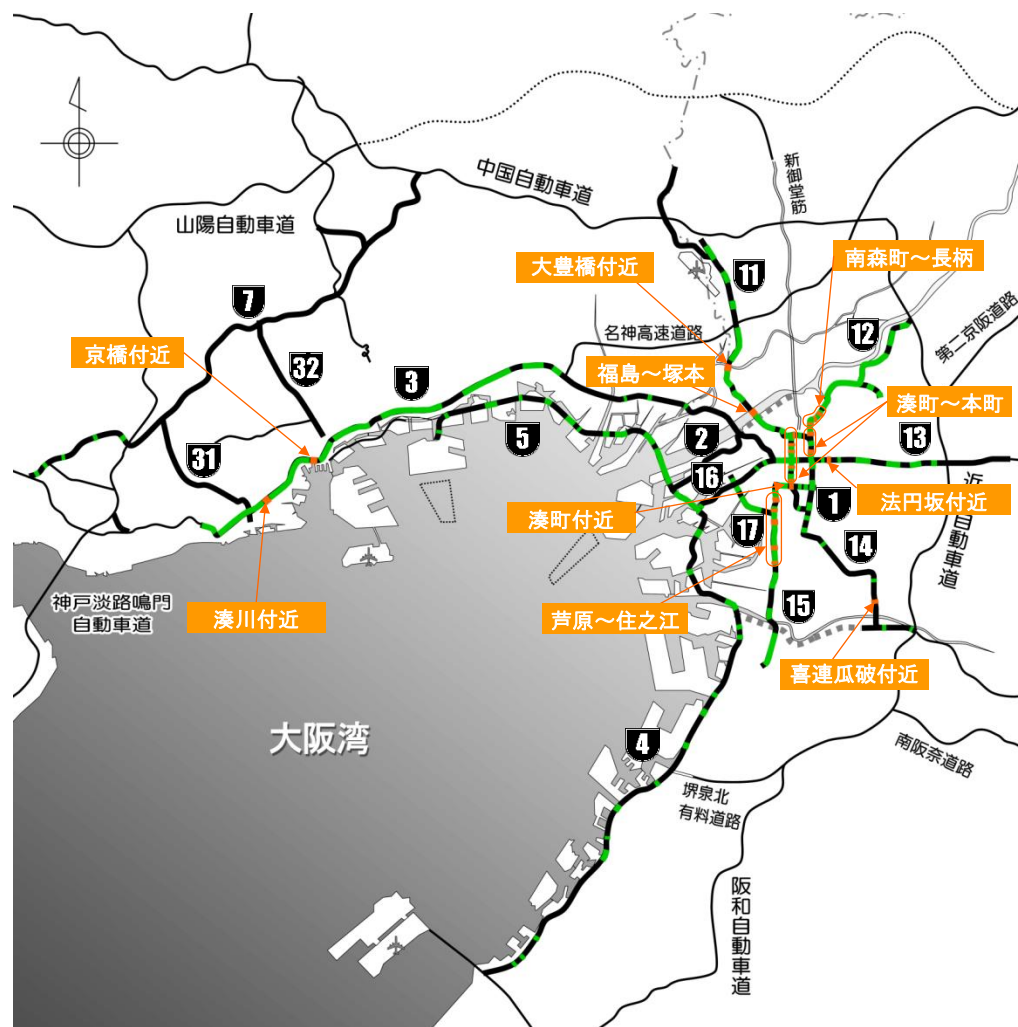 中国自動車道
新御堂筋
山陽自動車道
大豊橋付近
11
南森町～長柄
7
名神高速道路
12
第二京阪道路
京橋付近
32
3
福島～塚本
湊町～本町
5
2
13
31
16
湊町付近
1
法円坂付近
近
自動車道
17
14
神戸淡路鳴門
自動車道
湊川付近
芦原～住之江
15
喜連瓜破付近
大阪湾
4
南阪奈道路
堺泉北
有料道路
阪和自動車道